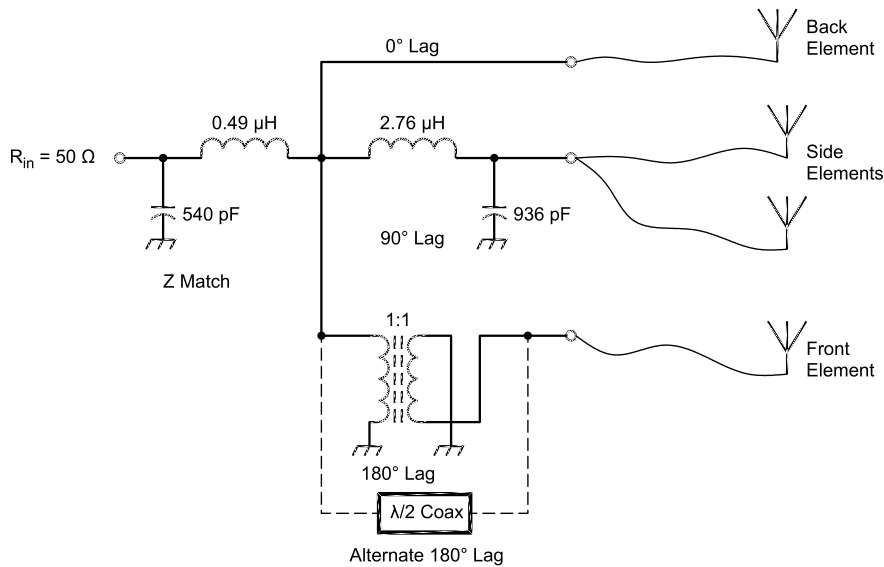 0° Lag
Back
Element
0.49 µH
2.76 µH
Rin = 50 Ω
Side
Elements
540 pF
936 pF
90° Lag
Z Match
1:1
Front
Element
180° Lag
λ/2 Coax
Alternate 180° Lag